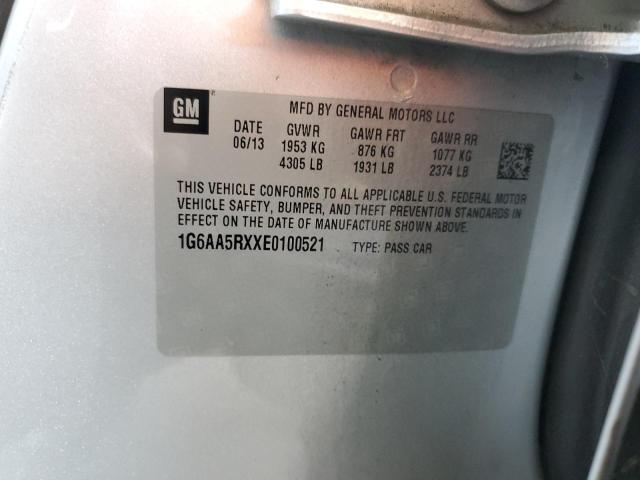 GM
MFD BY GENERAL MOTORS LLC
DATE GVWR GAWR FRT GAWR RR
06/13 1953 KG 876 KG 1077 KG
4305 LB 1931 LB 2374 LB
THIS VEHICLE CONFORMS TO ALL APPLICABLE U.S. FEDERAL MOTOR
VEHICLE SAFETY, BUMPER, AND THEFT PREVENTION STANDARDS IN
EFFECT ON THE DATE OF MANUFACTURE SHOWN ABOVE.
1G6AA5RXXE0100521 TYPE: PASS CAR